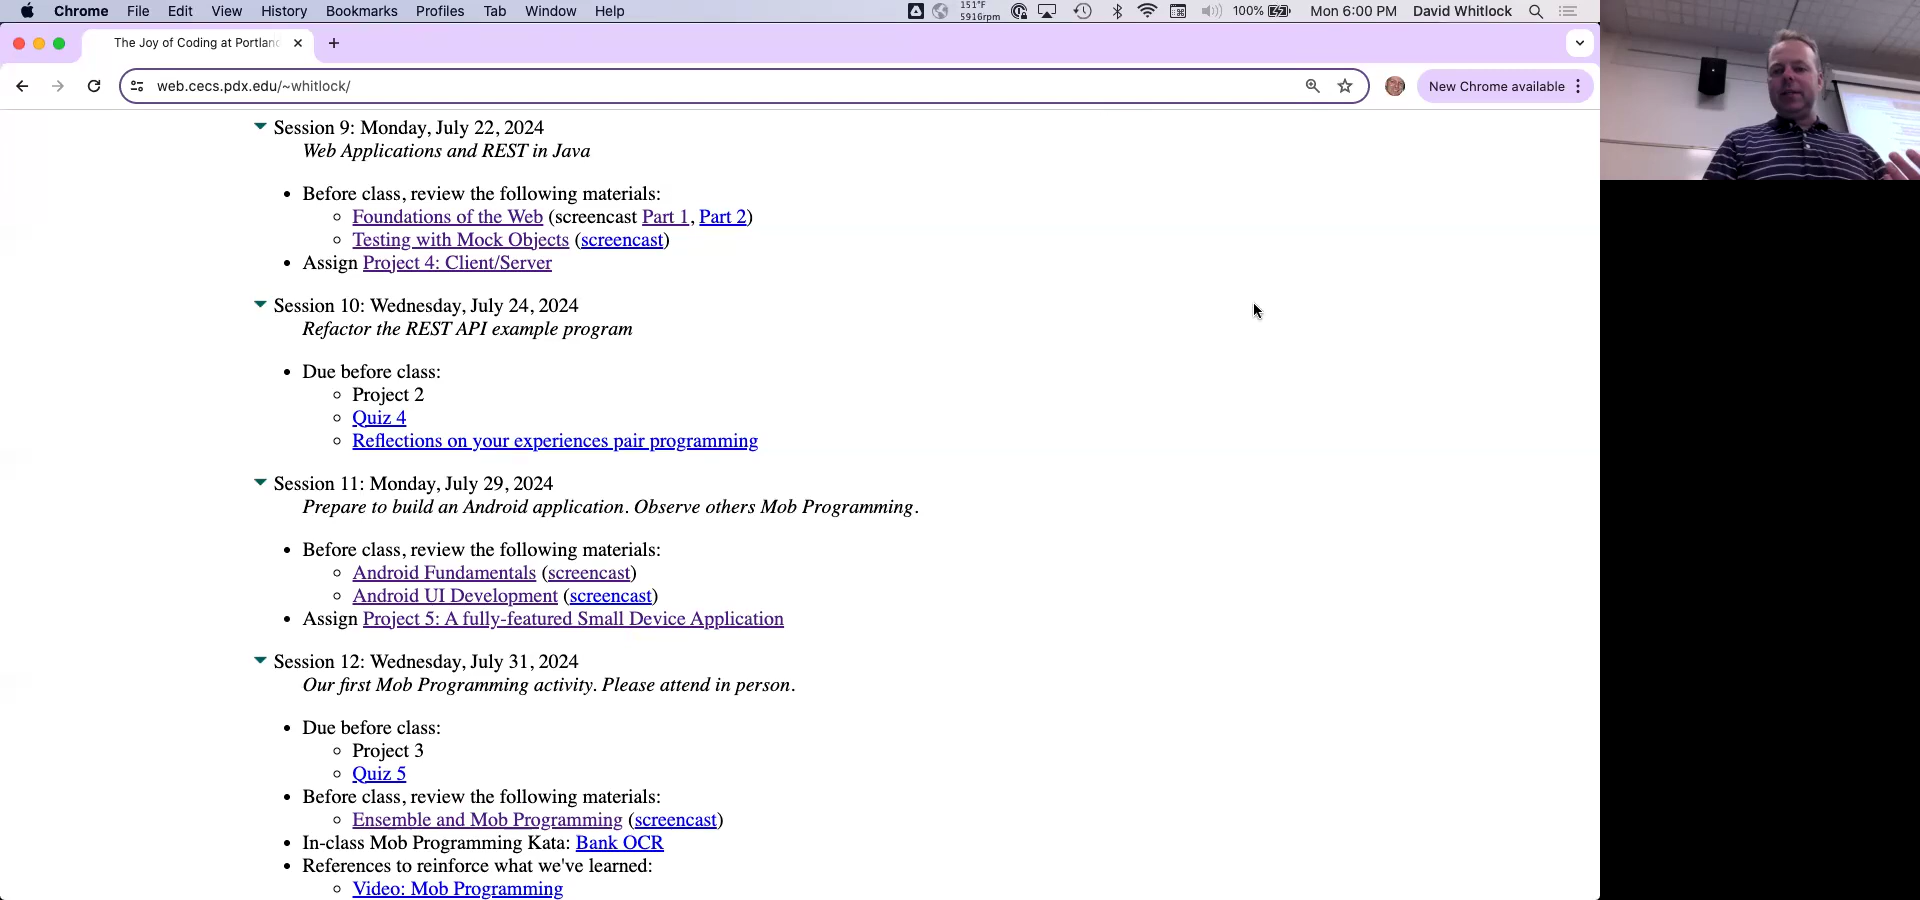 Chrome File Edit View History Bookmarks Profiles Tab Window Help 151°F 5916rpm 100% Mon 6:00 PM David Whitlock
The Joy of Coding at Portland
web.cecs.pdx.edu/~whitlock/ New Chrome available
Session 9: Monday, July 22, 2024
Web Applications and REST in Java
Before class, review the following materials:
Foundations of the Web (screencast Part 1, Part 2)
Testing with Mock Objects (screencast)
Assign Project 4: Client/Server
Session 10: Wednesday, July 24, 2024
Refactor the REST API example program
Due before class:
Project 2
Quiz 4
Reflections on your experiences pair programming
Session 11: Monday, July 29, 2024
Prepare to build an Android application. Observe others Mob Programming.
Before class, review the following materials:
Android Fundamentals (screencast)
Android UI Development (screencast)
Assign Project 5: A fully-featured Small Device Application
Session 12: Wednesday, July 31, 2024
Our first Mob Programming activity. Please attend in person.
Due before class:
Project 3
Quiz 5
Before class, review the following materials:
Ensemble and Mob Programming (screencast)
In-class Mob Programming Kata: Bank OCR
References to reinforce what we've learned:
Video: Mob Programming